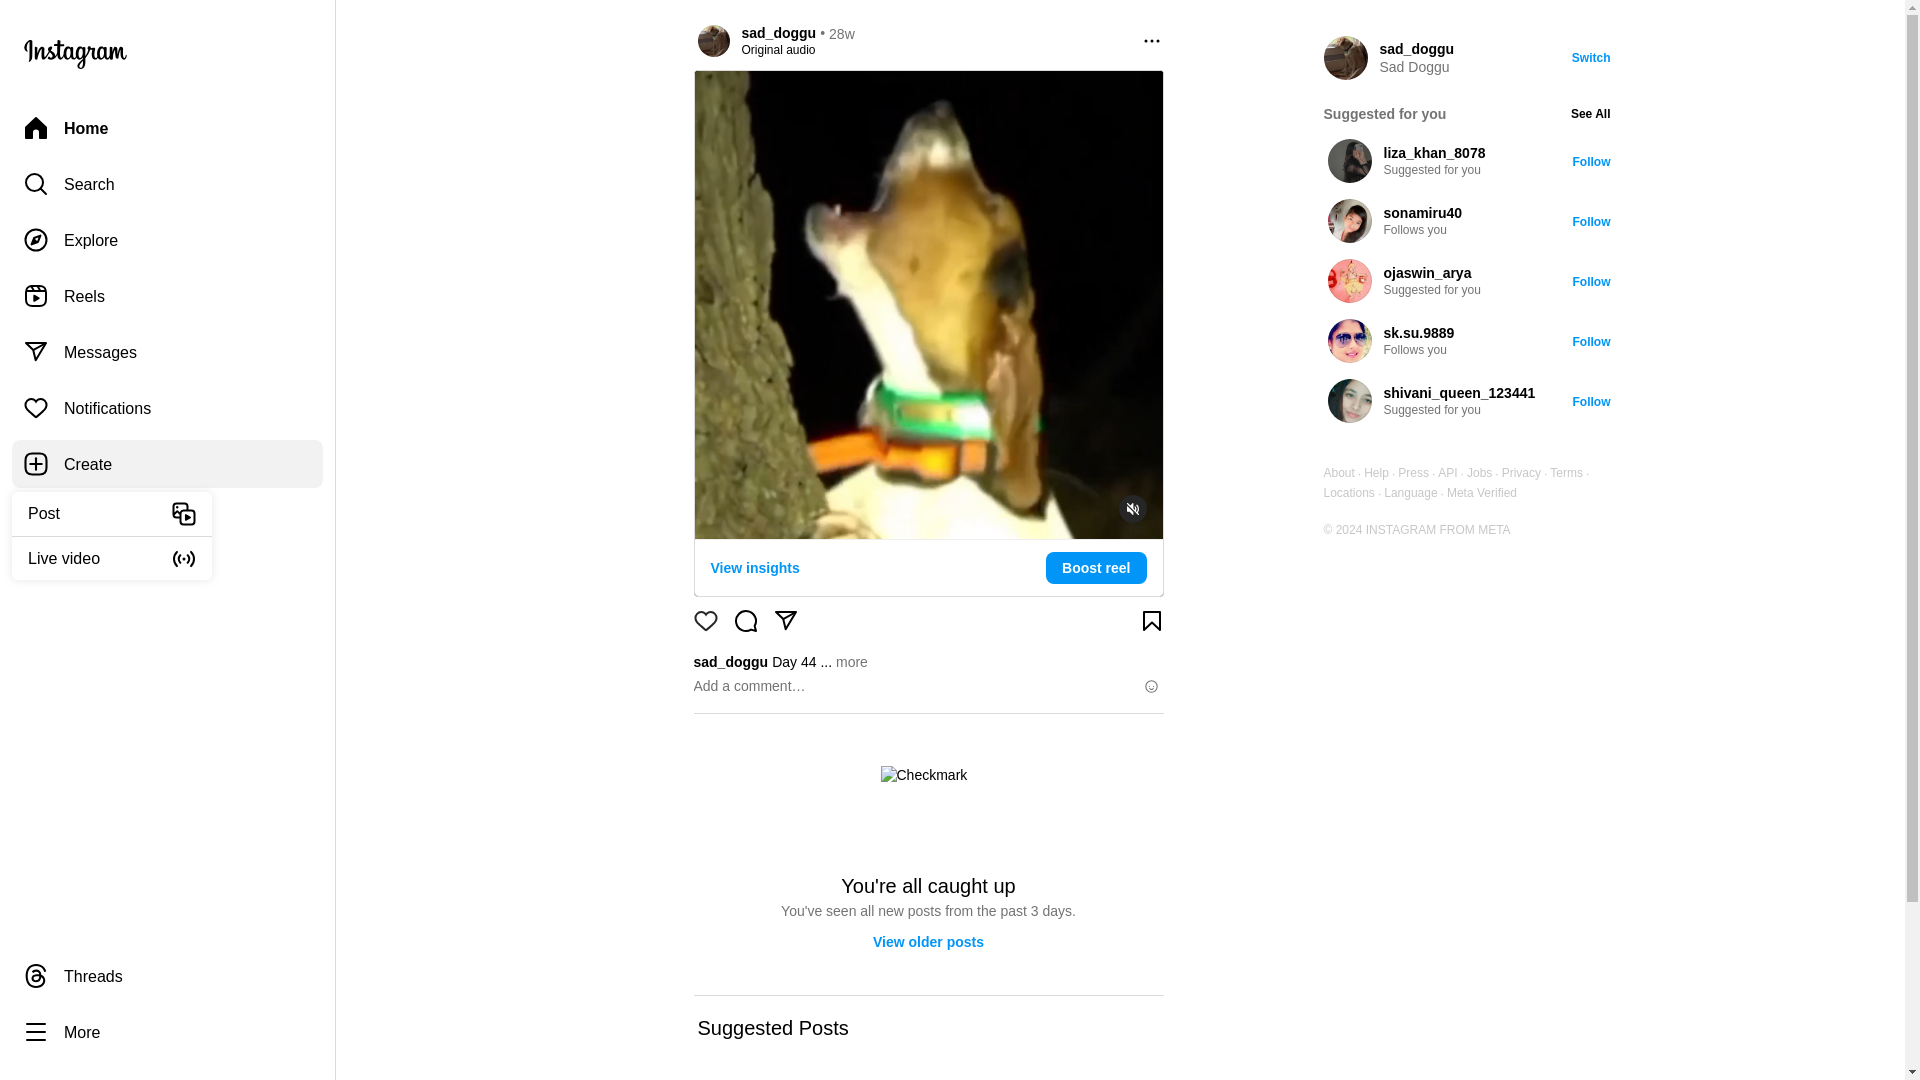 Instagram
Home
Search
Explore
Reels
Messages
Notifications
Create
Post
Live video
Threads
More
sad_doggu • 28w
Original audio
View insights
Boost reel
sad_doggu Day 44 ... more
Add a comment…
Checkmark
You're all caught up
You've seen all new posts from the past 3 days.
View older posts
Suggested Posts
sad_doggu
Sad Doggu
Switch
Suggested for you
See All
liza_khan_8078
Suggested for you
Follow
sonamiru40
Follows you
Follow
ojaswin_arya
Suggested for you
Follow
sk.su.9889
Follows you
Follow
shivani_queen_123441
Suggested for you
Follow
About · Help · Press · API · Jobs · Privacy · Terms ·
Locations · Language · Meta Verified
© 2024 INSTAGRAM FROM META